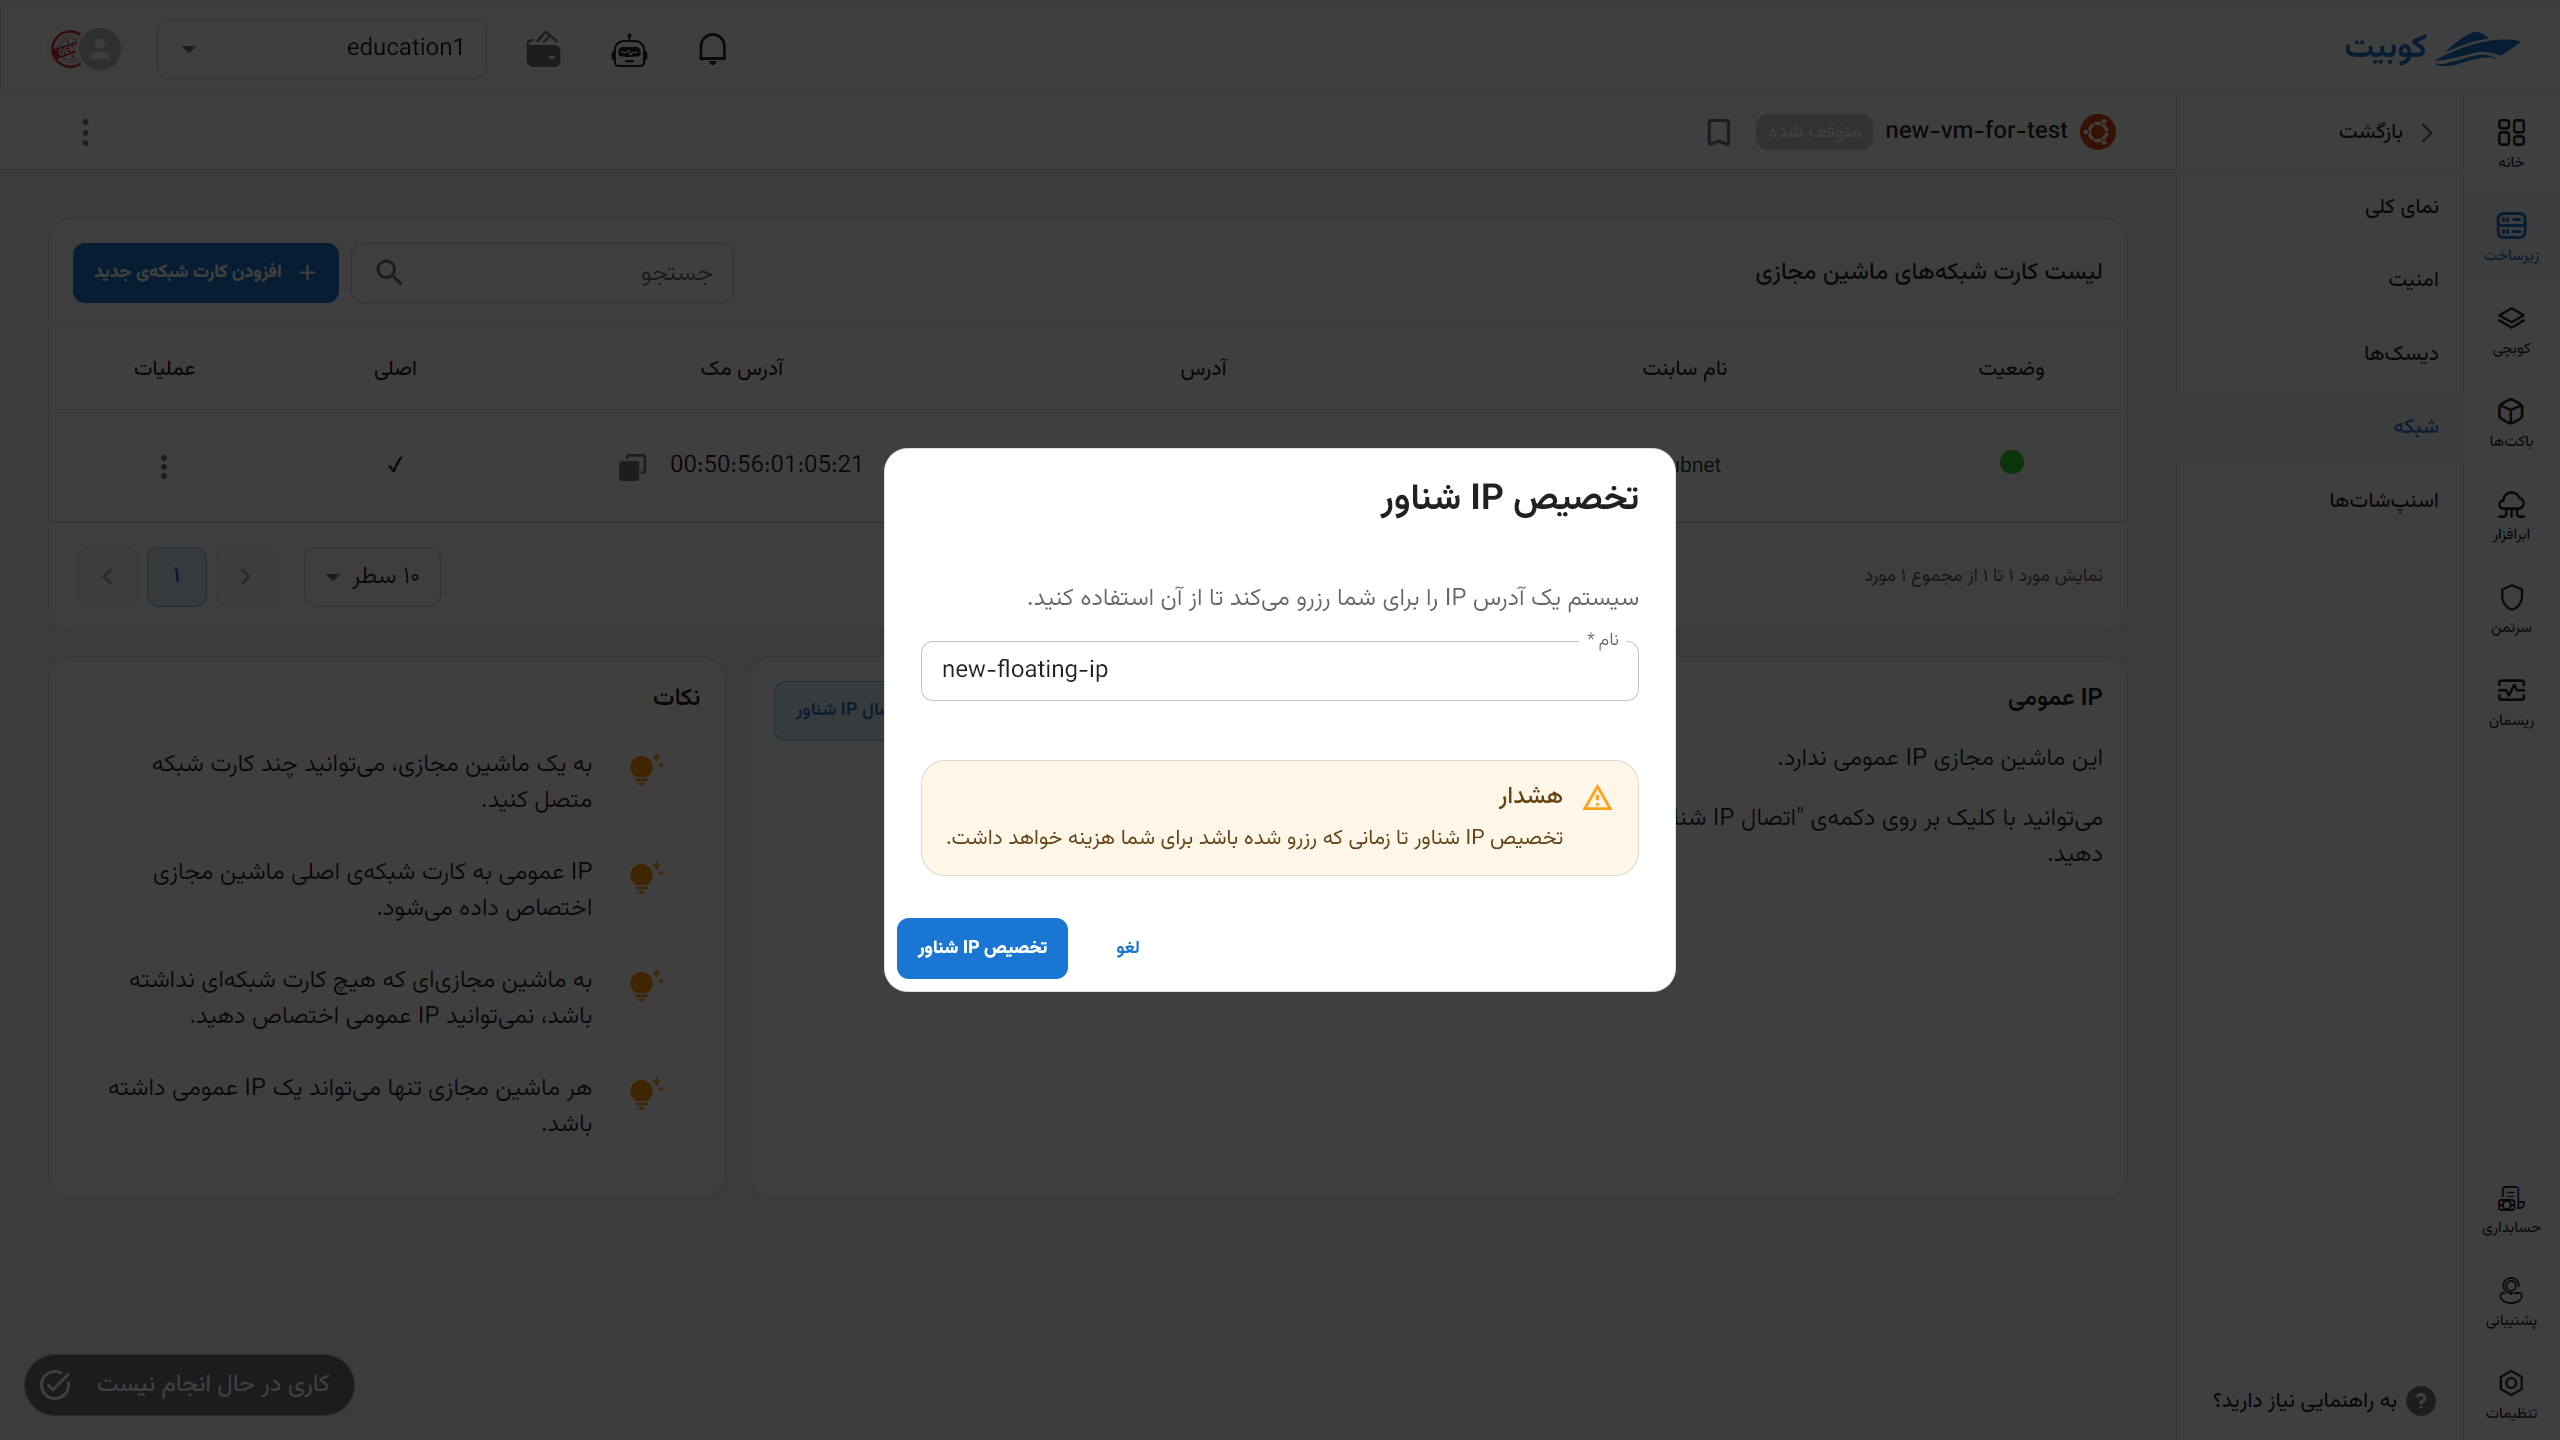 کوبیت
education1
خانه
زیرساخت
کوبچی
باکت‌ها
ابرافزار
سرتمن
ریسمان
حسابداری
پشتیبانی
تنظیمات
بازگشت
نمای کلی
امنیت
دیسک‌ها
شبکه
اسنپ‌شات‌ها
به راهنمایی نیاز دارید؟
new-vm-for-test
متوقف شده
لیست کارت شبکه‌های ماشین مجازی
جستجو
افزودن کارت شبکه‌ی جدید
وضعیت
نام سابنت
آدرس
آدرس مک
اصلی
عملیات
00:50:56:01:05:21
نمایش مورد ۱ تا ۱ از مجموع ۱ مورد
۱۰ سطر
۱
تخصیص IP شناور
سیستم یک آدرس IP را برای شما رزرو می‌کند تا از آن استفاده کنید.
نام *
new-floating-ip
هشدار
تخصیص IP شناور تا زمانی که رزرو شده باشد برای شما هزینه خواهد داشت.
لغو
تخصیص IP شناور
IP عمومی
IP شناور
این ماشین مجازی IP عمومی ندارد.
می‌توانید با کلیک بر روی دکمه‌ی "اتصال IP
دهید.
نکات
به یک ماشین مجازی، می‌توانید چند کارت شبکه
متصل کنید.
IP عمومی به کارت شبکه‌ی اصلی ماشین مجازی
اختصاص داده می‌شود.
به ماشین مجازی‌ای که هیچ کارت شبکه‌ای نداشته
باشد، نمی‌توانید IP عمومی اختصاص دهید.
هر ماشین مجازی تنها می‌تواند یک IP عمومی داشته
باشد.
کاری در حال انجام نیست